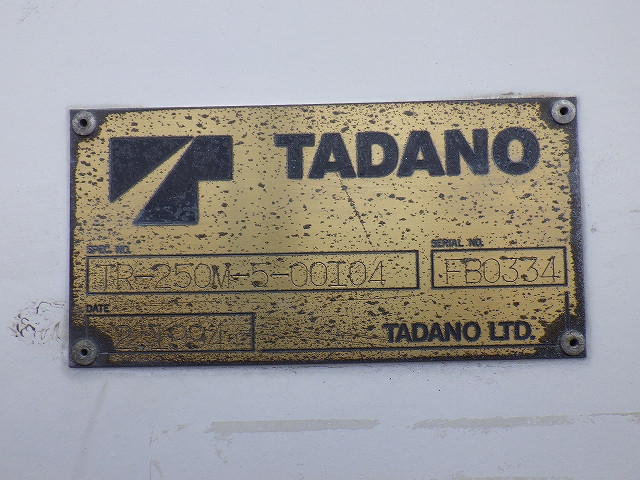 TADANO
SPEC. NO. SERIAL NO.
TR-250M-5-00104 FB0334
DATE
TADANO LTD.